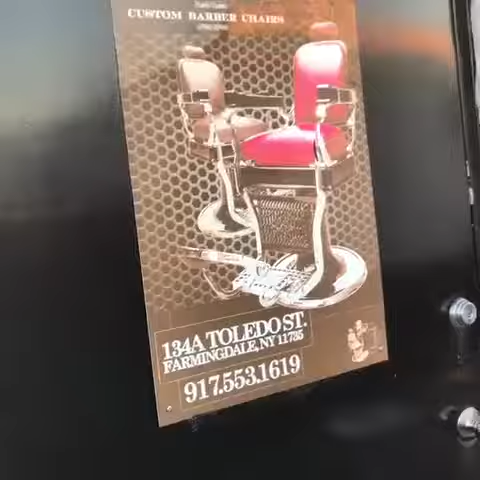 CUSTOM BARBER CHAIRS
134A TOLEDO ST.
FARMINGDALE, NY 11735
917.553.1619